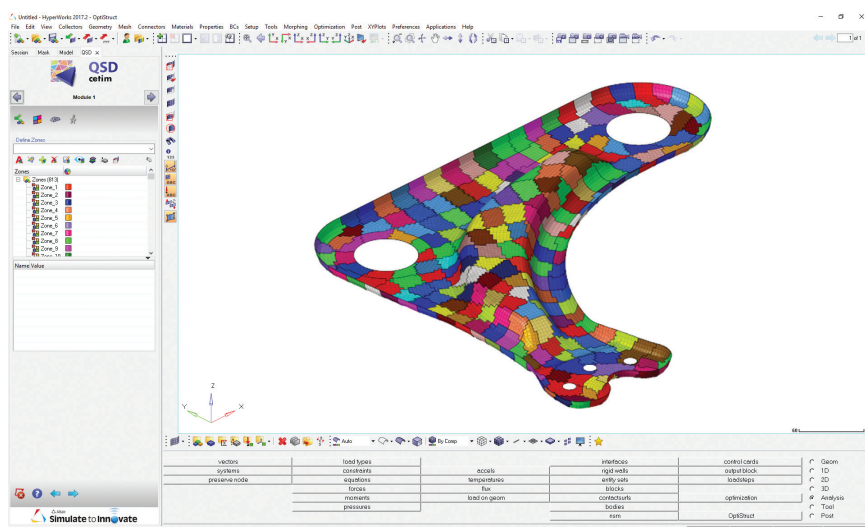 Untitled - HyperWorks 2017.2 - OptiStruct
File Edit View Collectors Geometry Mesh Connectors Materials Properties BCs Setup Tools Morphing Optimization Post XYPlots Preferences Applications Help
1 of 1
Session Mask Model QSD ×
QSD
cetim
Module 1
Define Zones
Zones
Zones (813)
Zone_1
Zone_2
Zone_3
Zone_4
Zone_5
Zone_6
Zone_7
Zone_8
Zone_9
Zone_10
Name Value
123
ABC
Z
Y
X
Auto
By Comp
vectors load types interfaces control cards Geom
systems constraints accels rigid walls output block 1D
preserve node equations temperatures entity sets loadsteps 2D
forces flux blocks 3D
moments load on geom contactsurfs optimization Analysis
pressures bodies Tool
nsm OptiStruct Post
Simulate to Innovate